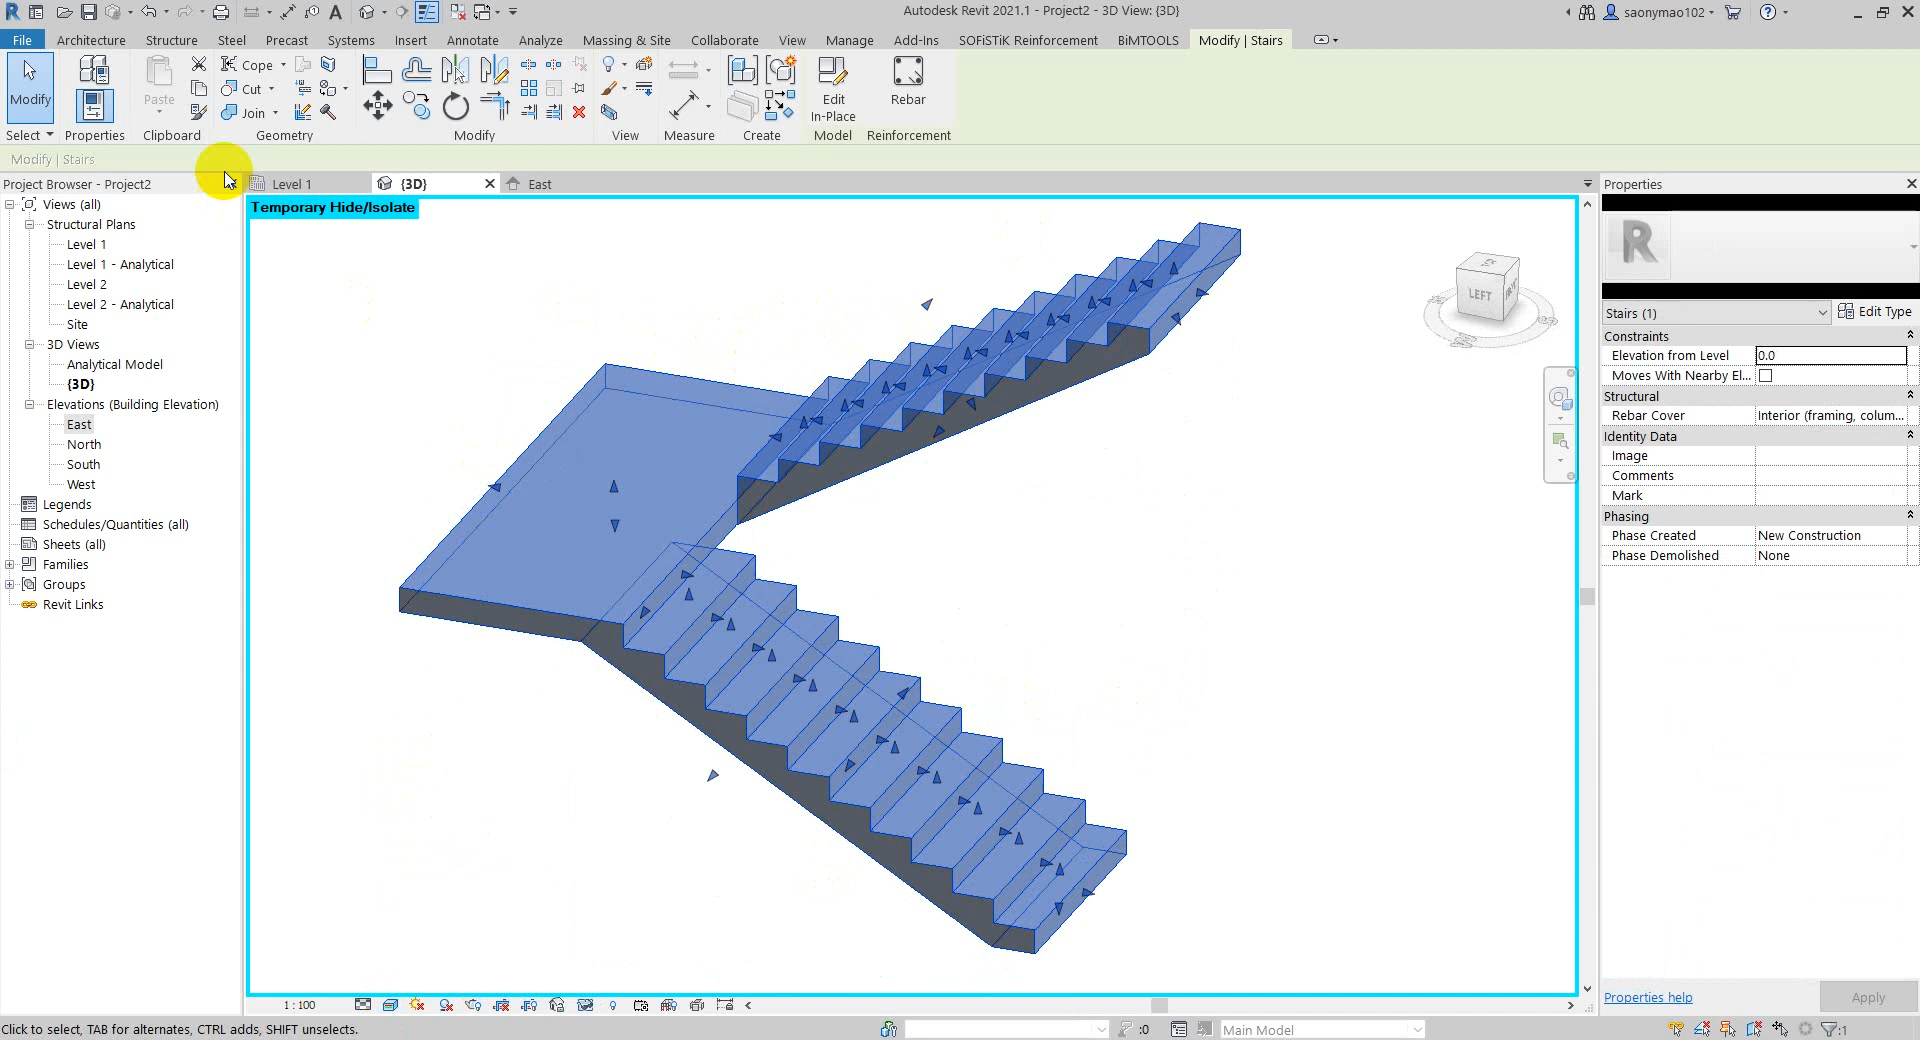 Autodesk Revit 2021.1 - Project2 - 3D View: {3D}
saonymao102
File Architecture Structure Steel Precast Systems Insert Annotate Analyze Massing & Site Collaborate View Manage Add-Ins SOFiSTiK Reinforcement BiMTOOLS Modify | Stairs
Modify
Paste
Cope
Cut
Join
Edit
In-Place
Rebar
Select Properties Clipboard Geometry Modify View Measure Create Model Reinforcement
Modify | Stairs
Project Browser - Project2
Level 1
{3D}
East
Properties
Views (all)
Structural Plans
Level 1
Level 1 - Analytical
Level 2
Level 2 - Analytical
Site
3D Views
Analytical Model
{3D}
Elevations (Building Elevation)
East
North
South
West
Legends
Schedules/Quantities (all)
Sheets (all)
Families
Groups
Revit Links
Temporary Hide/Isolate
LEFT
R
Stairs (1)
Edit Type
Constraints
Elevation from Level 0.0
Moves With Nearby El...
Structural
Rebar Cover Interior (framing, colum...
Identity Data
Image
Comments
Mark
Phasing
Phase Created New Construction
Phase Demolished None
Properties help
Apply
1 : 100
Click to select, TAB for alternates, CTRL adds, SHIFT unselects.
:0
Main Model
:1